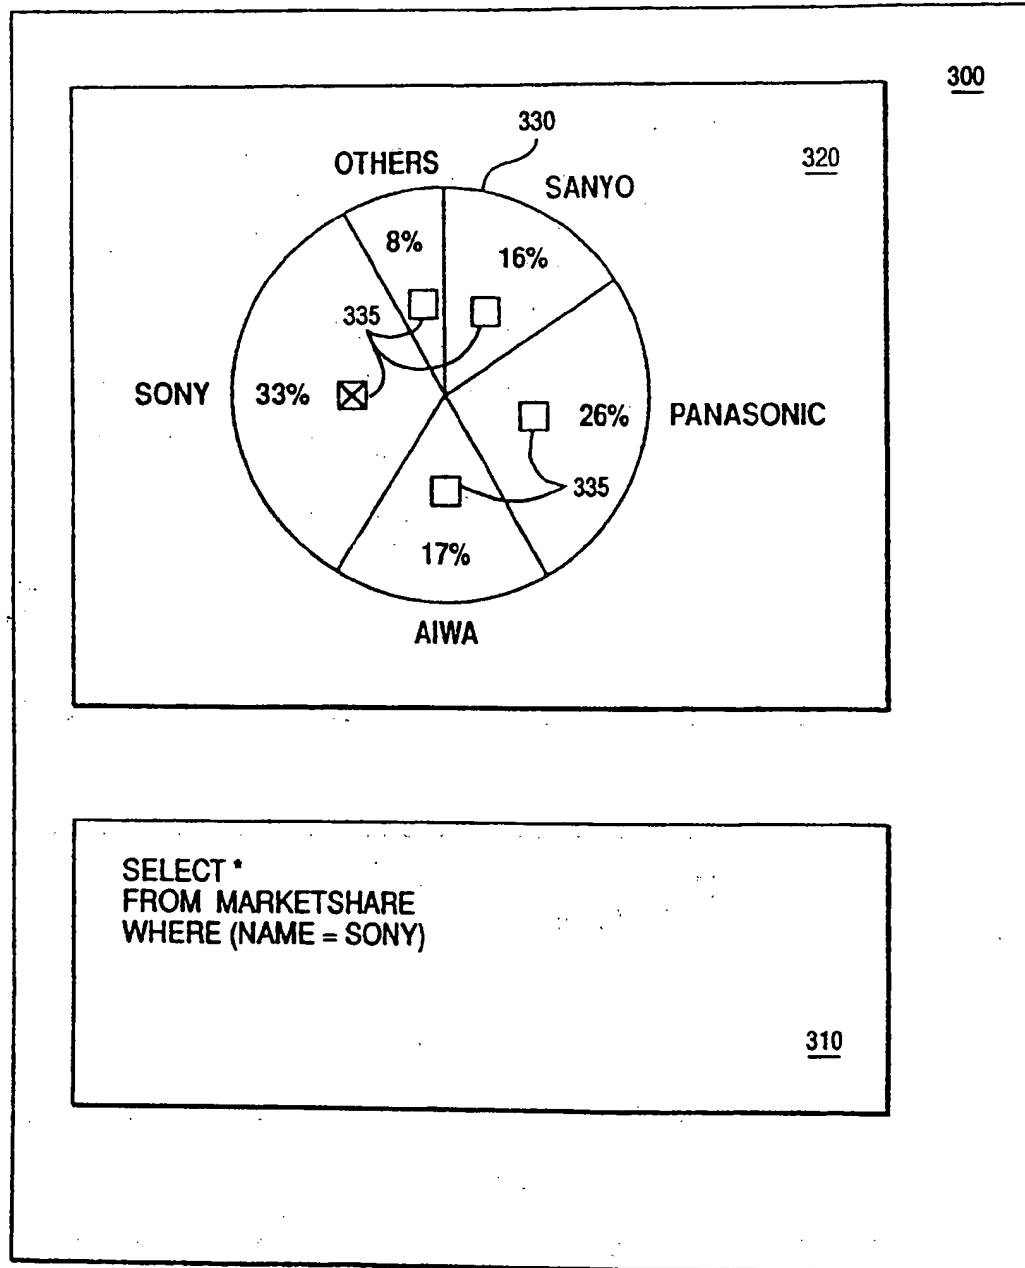 300
330
320
OTHERS
SANYO
8%
16%
335
SONY
33%
26%
PANASONIC
335
17%
AIWA
SELECT *
FROM MARKETSHARE
WHERE (NAME = SONY)
310